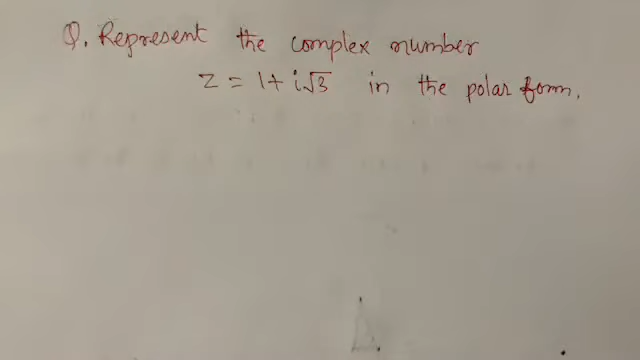 Q. Represent the complex number
z = 1 + i√3 in the polar form.